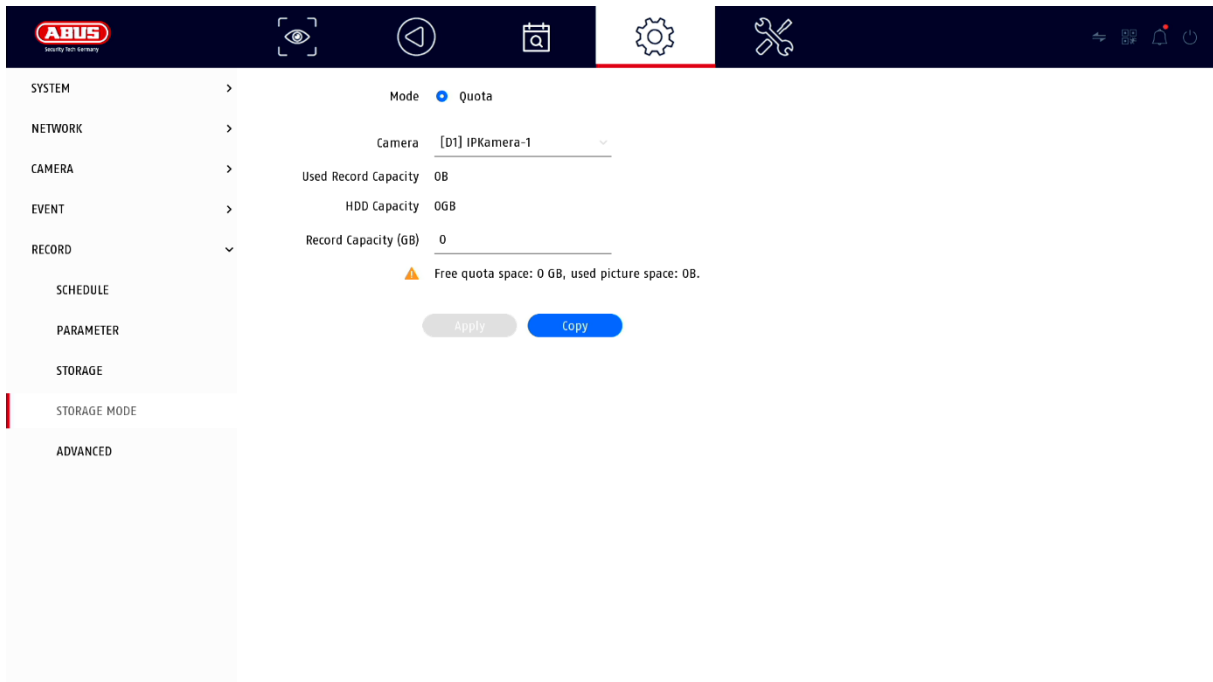 ABUS
Security Tech Germany
SYSTEM
NETWORK
CAMERA
EVENT
RECORD
SCHEDULE
PARAMETER
STORAGE
STORAGE MODE
ADVANCED
Mode Quota
Camera [D1] IPKamera-1
Used Record Capacity 0B
HDD Capacity 0GB
Record Capacity (GB) 0
Free quota space: 0 GB, used picture space: 0B.
Apply Copy